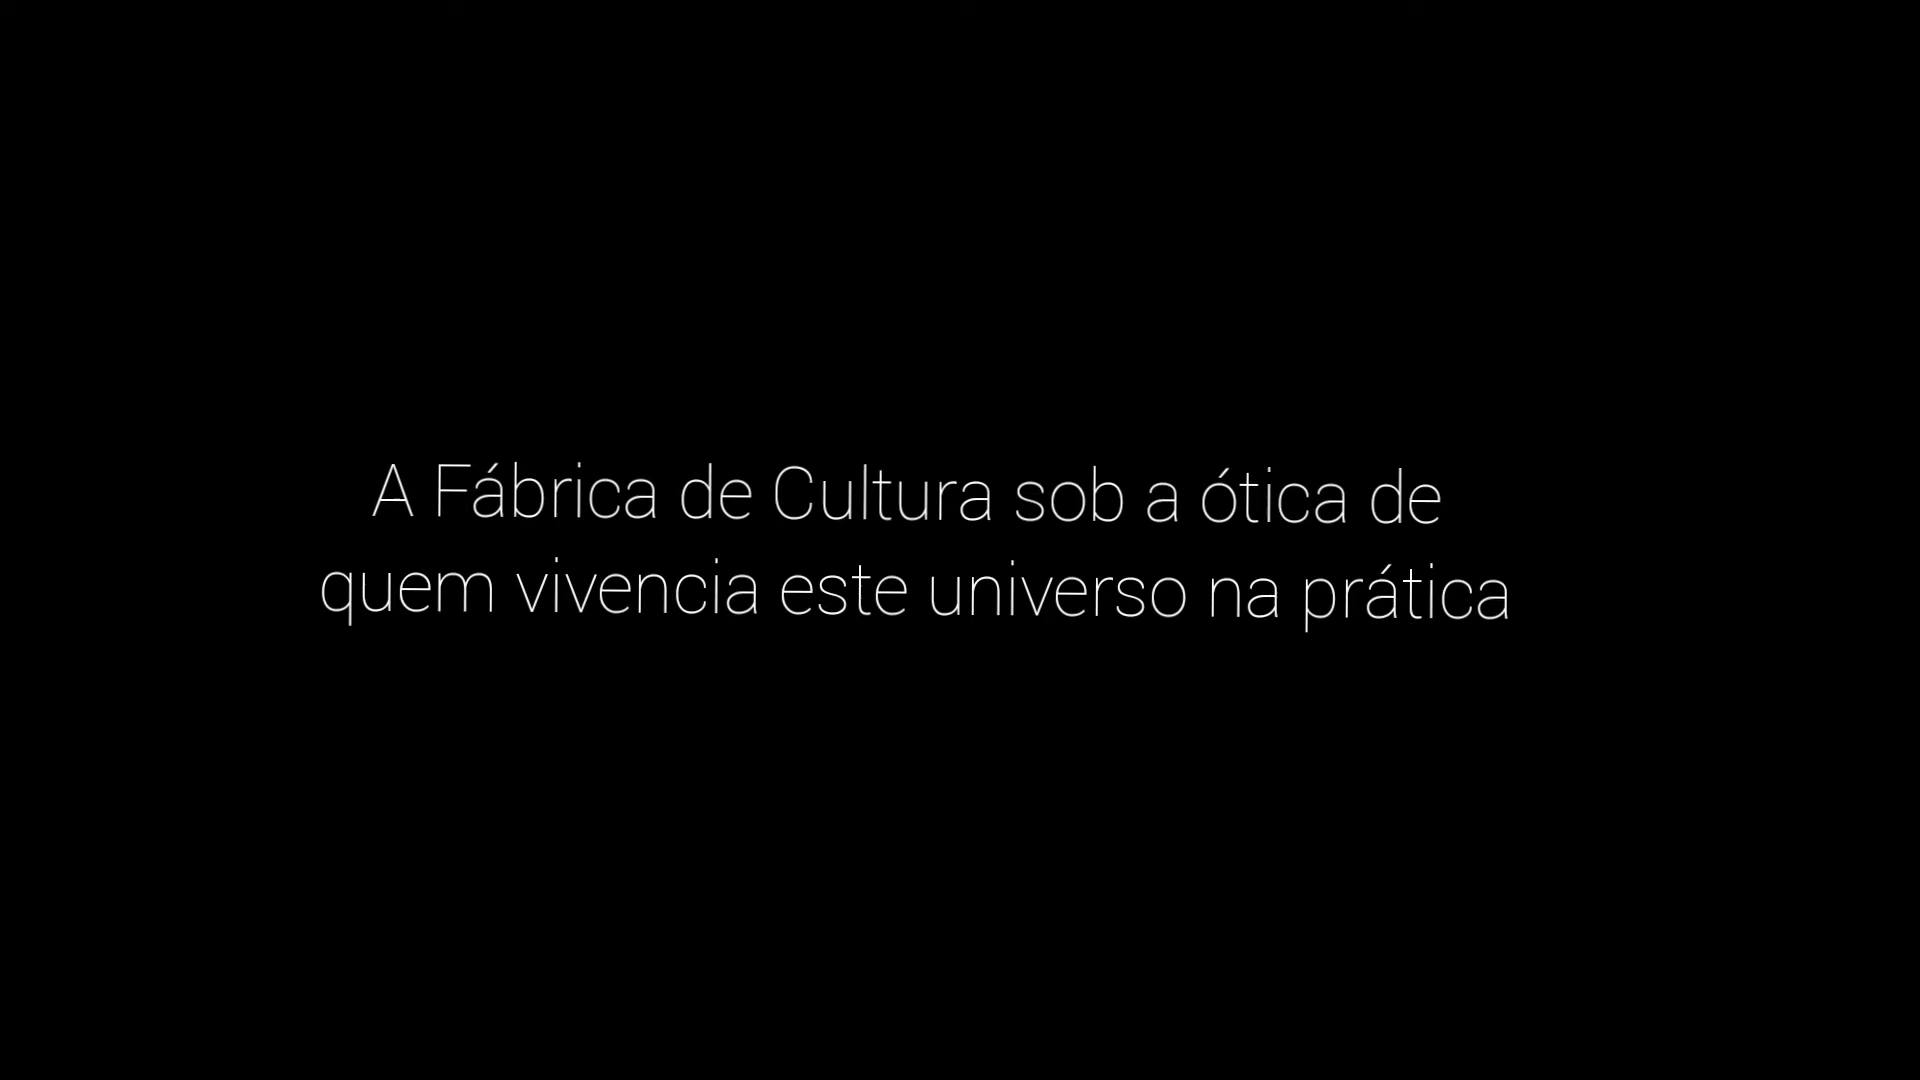 A Fábrica de Cultura sob a ótica de
quem vivencia este universo na prática